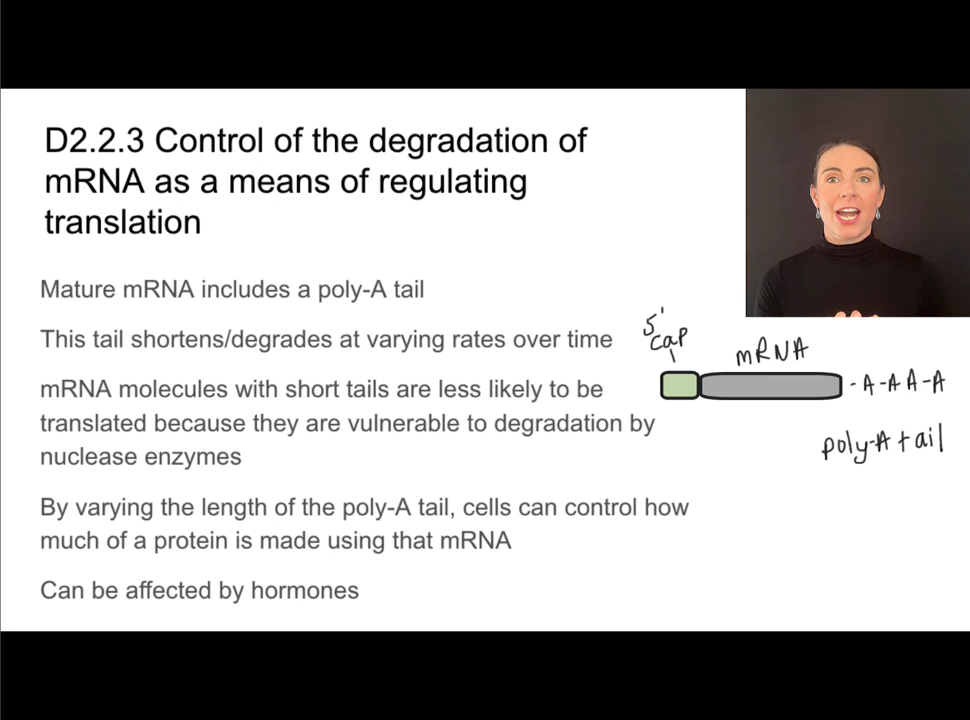 D2.2.3 Control of the degradation of
mRNA as a means of regulating
translation
Mature mRNA includes a poly-A tail
This tail shortens/degrades at varying rates over time
mRNA molecules with short tails are less likely to be
translated because they are vulnerable to degradation by
nuclease enzymes
By varying the length of the poly-A tail, cells can control how
much of a protein is made using that mRNA
Can be affected by hormones
5'
cap
mRNA
-A-A A-A
poly-A tail